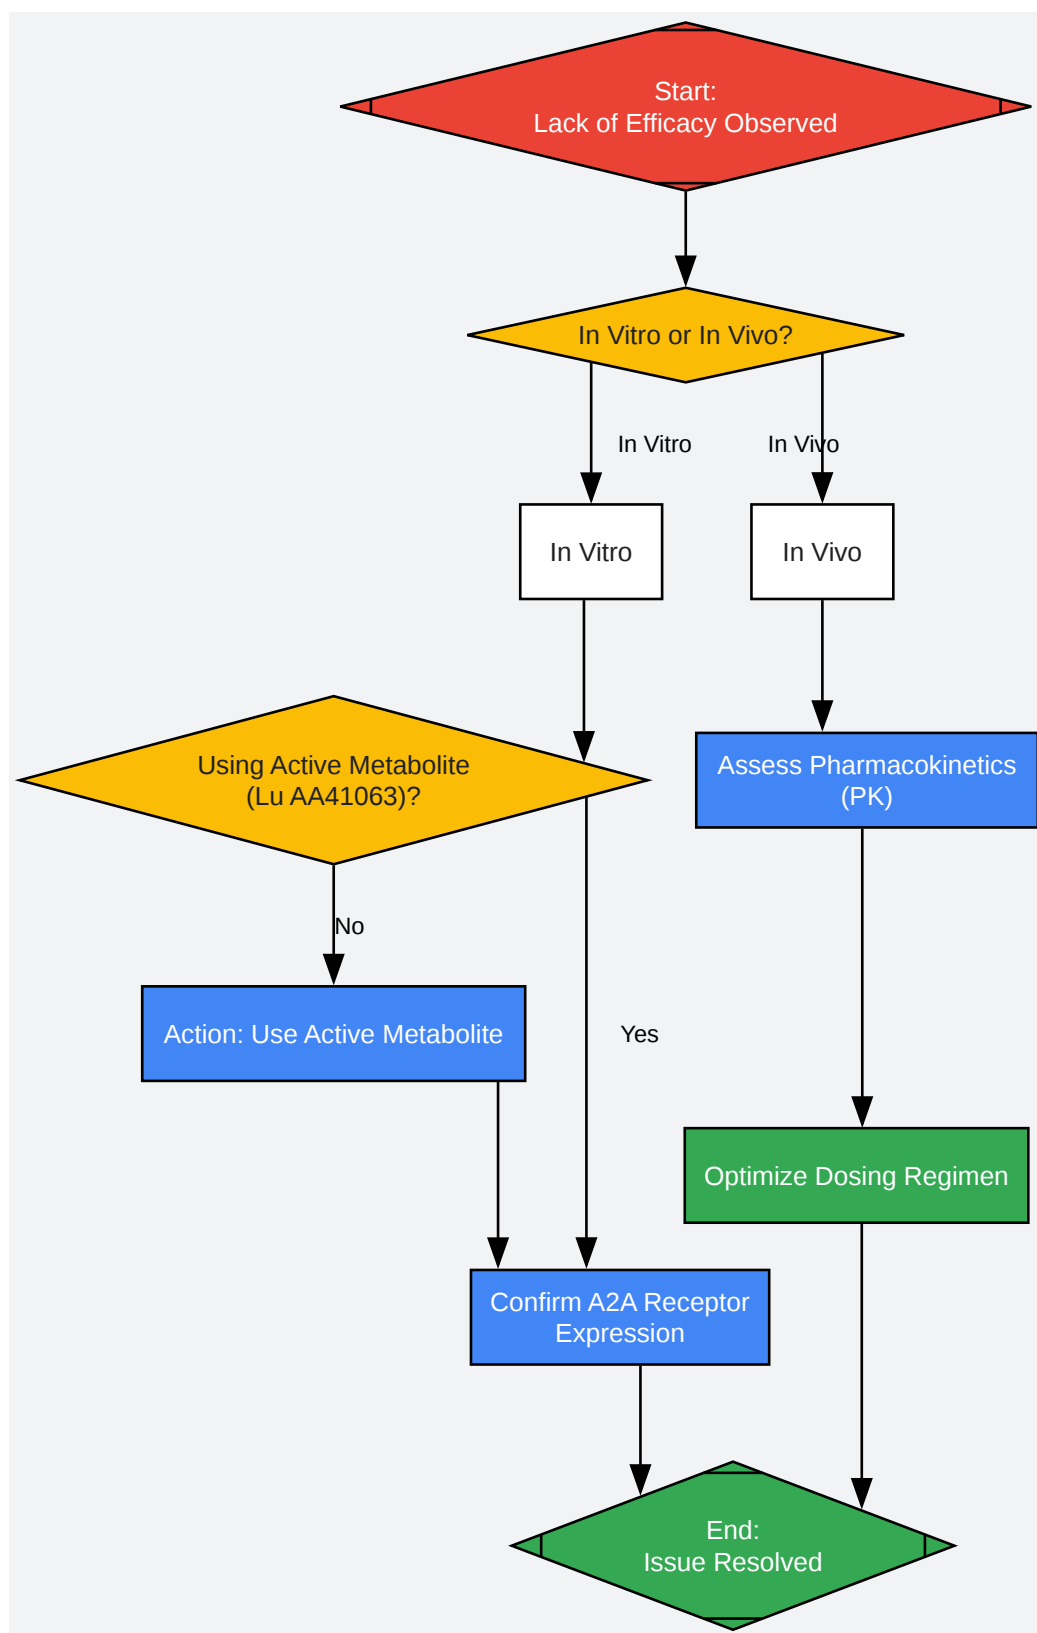 Start:
Lack of Efficacy Observed
In Vitro or In Vivo?
In Vitro
In Vivo
In Vitro
In Vivo
Using Active Metabolite
(Lu AA41063)?
Assess Pharmacokinetics
(PK)
No
Action: Use Active Metabolite
Yes
Optimize Dosing Regimen
Confirm A2A Receptor
Expression
End:
Issue Resolved